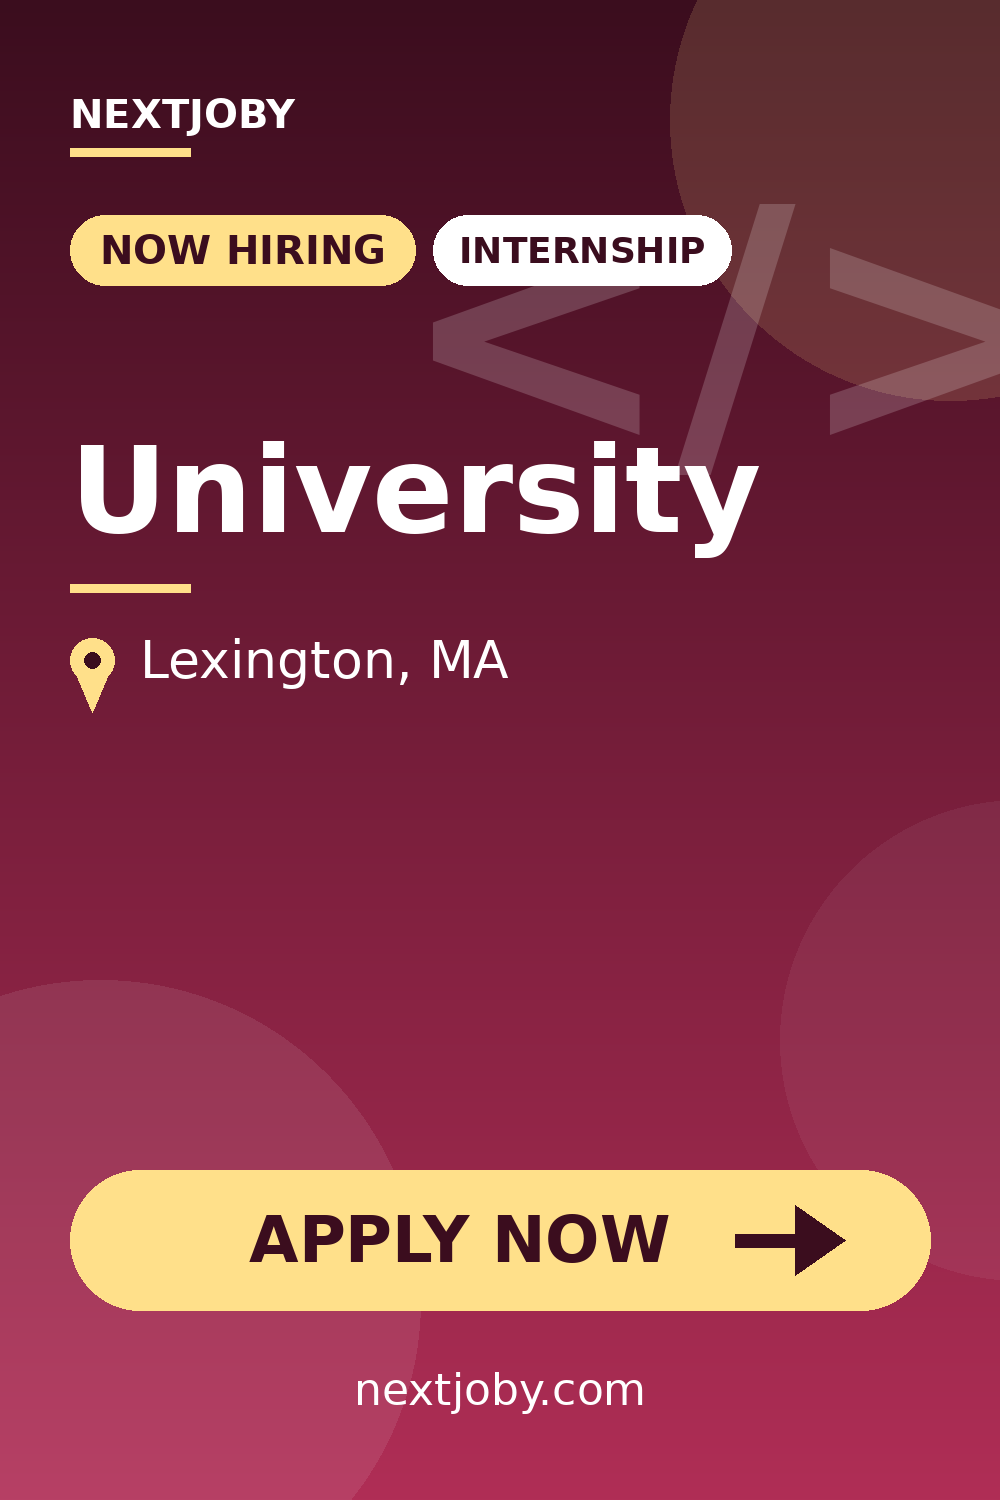 NEXTJOBY
NOW HIRING
INTERNSHIP
</>
University
Lexington, MA
APPLY NOW
nextjoby.com